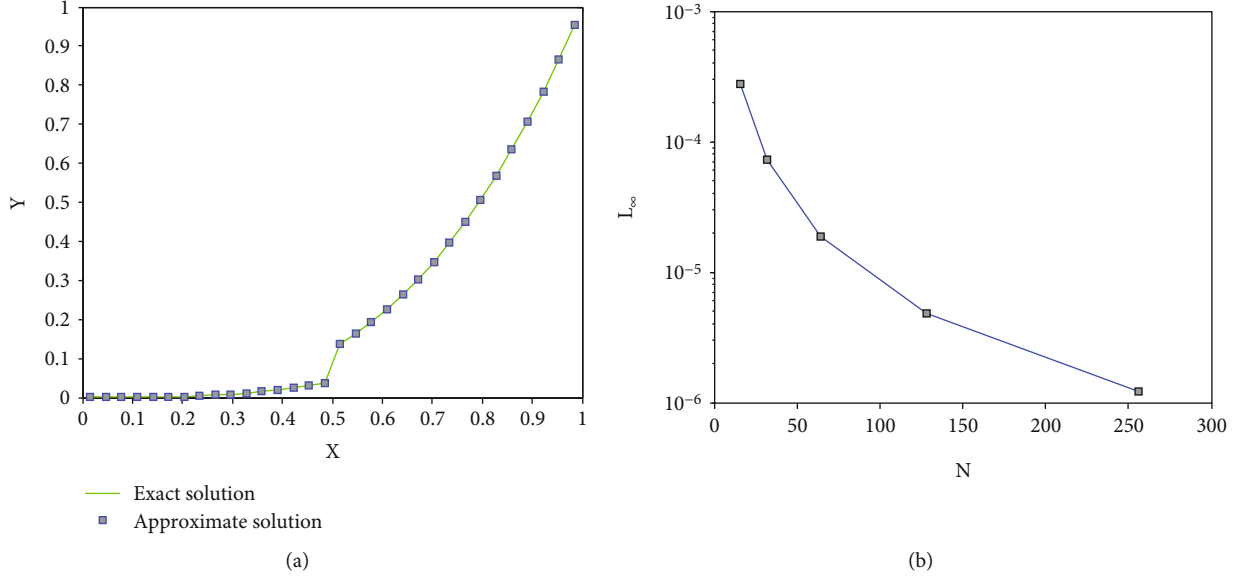 1
0.9
0.8
0.7
0.6
0.5
0.4
0.3
0.2
0.1
0
Y
0 0.1 0.2 0.3 0.4 0.5 0.6 0.7 0.8 0.9 1
X
Exact solution
Approximate solution
(a)
10⁻³
10⁻⁴
10⁻⁵
10⁻⁶
L∞
0 50 100 150 200 250 300
N
(b)